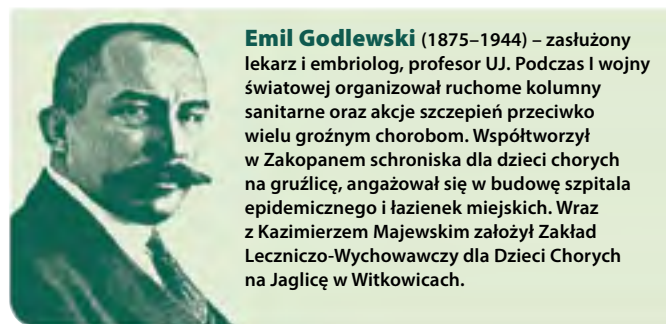 Emil Godlewski (1875–1944) – zasłużony
lekarz i embriolog, profesor UJ. Podczas I wojny
światowej organizował ruchome kolumny
sanitarne oraz akcje szczepień przeciwko
wielu groźnym chorobom. Współtworzył
w Zakopanem schroniska dla dzieci chorych
na gruźlicę, angażował się w budowę szpitala
epidemicznego i łazienek miejskich. Wraz
z Kazimierzem Majewskim założył Zakład
Leczniczo-Wychowawczy dla Dzieci Chorych
na Jaglicę w Witkowicach.